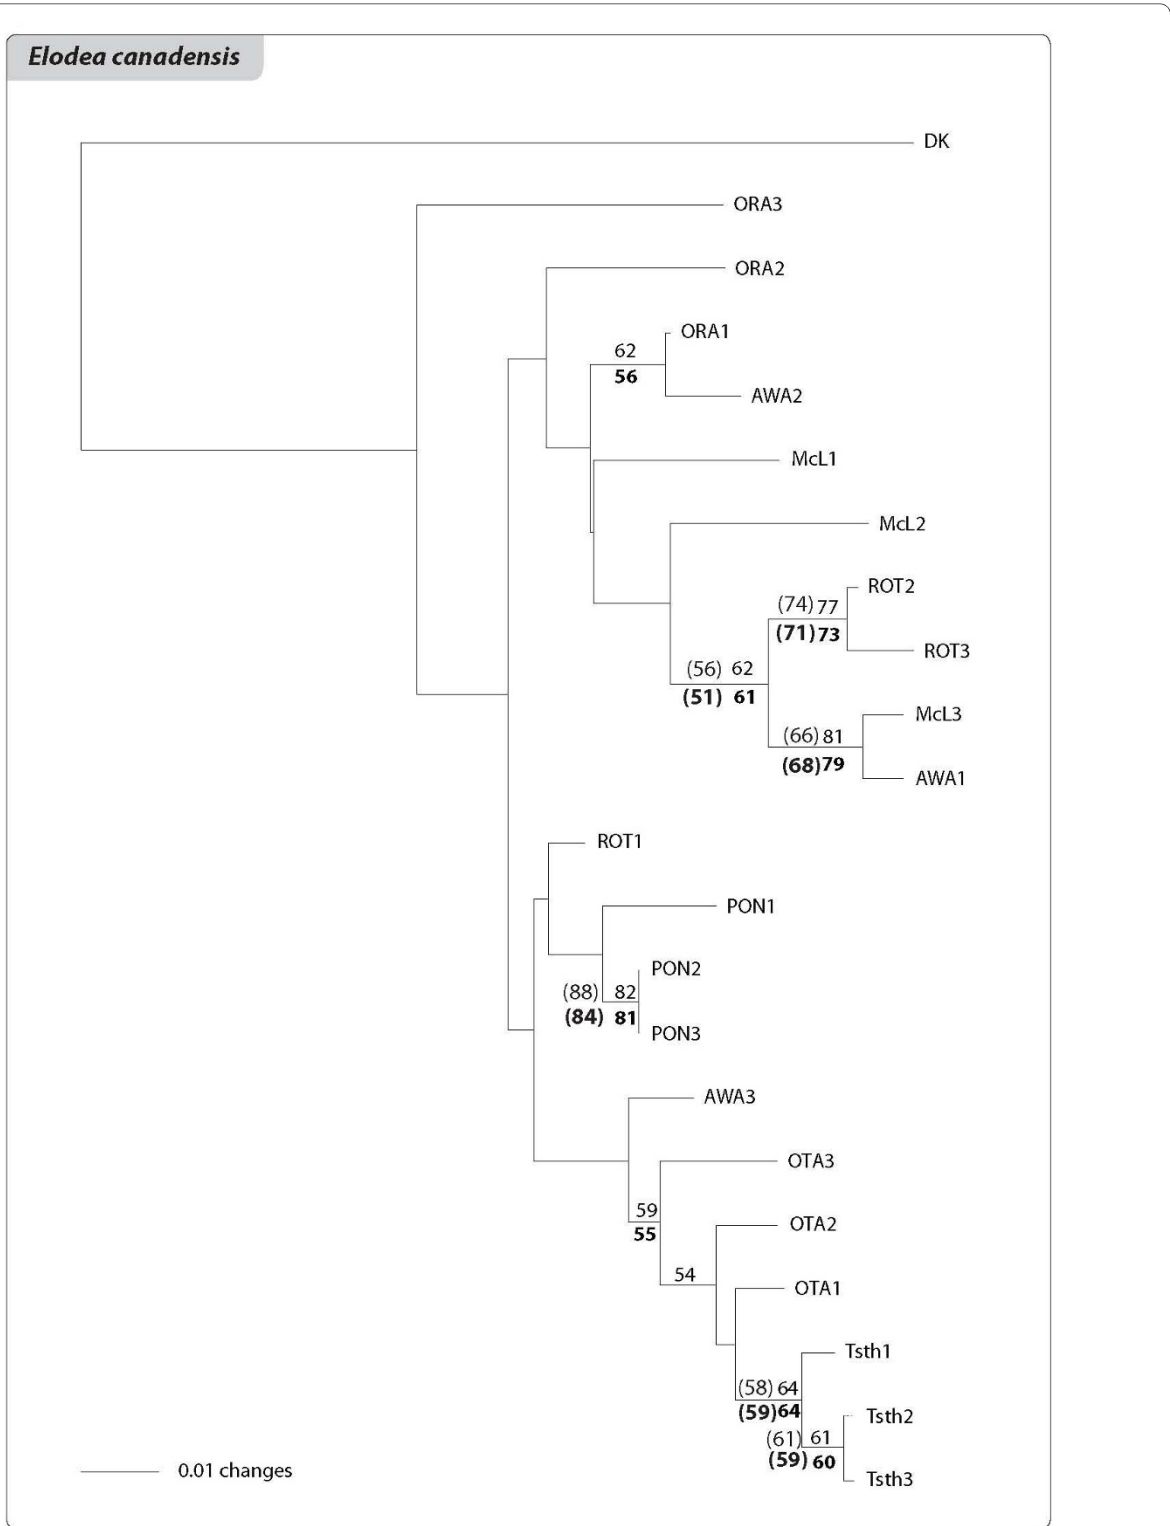 Elodea canadensis
DK
ORA3
ORA2
ORA1
62
56
AWA2
McL1
McL2
ROT2
(74) 77
(71) 73
ROT3
(56) 62
(51) 61
McL3
(66) 81
(68) 79
AWA1
ROT1
PON1
PON2
(88) 82
(84) 81
PON3
AWA3
OTA3
59
55
OTA2
54
OTA1
Tsth1
(58) 64
(59) 64
Tsth2
(61) 61
(59) 60
0.01 changes
Tsth3